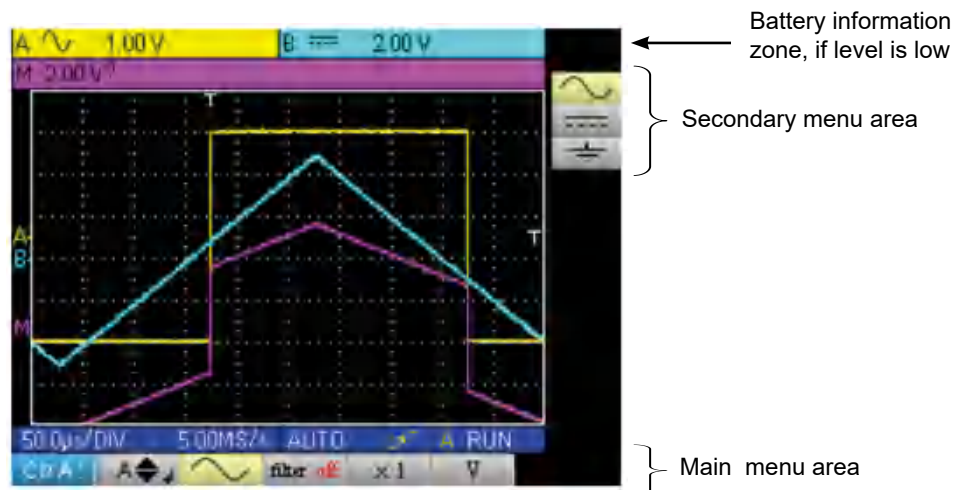 Battery information
zone, if level is low
A 1.00 V B 2.00 V
M 2.00 V
T
Secondary menu area
A
T
B
M
50.0µs/DIV 5.00MS/s AUTO A RUN
A filter off x 1 V
Main menu area